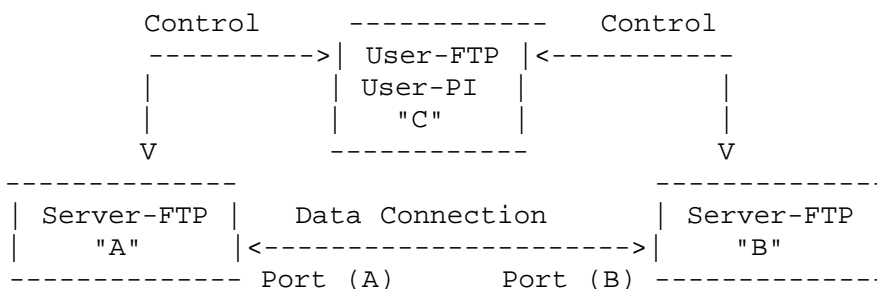 Control     ------------   Control
---------->| User-FTP |<-----------
|          | User-PI  |           |
|          |   "C"    |           |
V          ------------           V
--------------                        --------------
| Server-FTP |   Data Connection      | Server-FTP
|    "A"     |<---------------------->|    "B"
-------------- Port (A)      Port (B) --------------